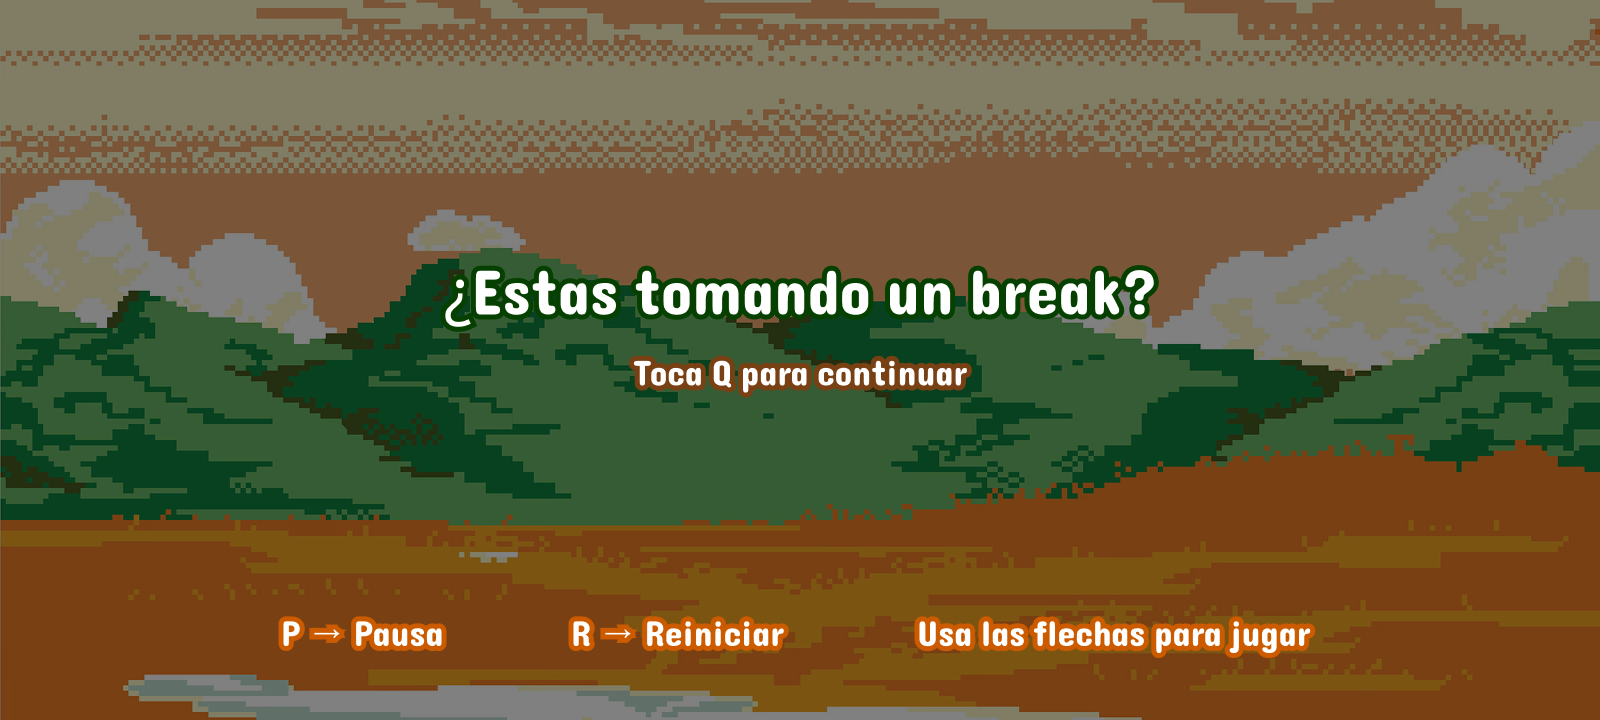 ¿Estas tomando un break?
Toca Q para continuar
P → Pausa
R → Reiniciar
Usa las flechas para jugar